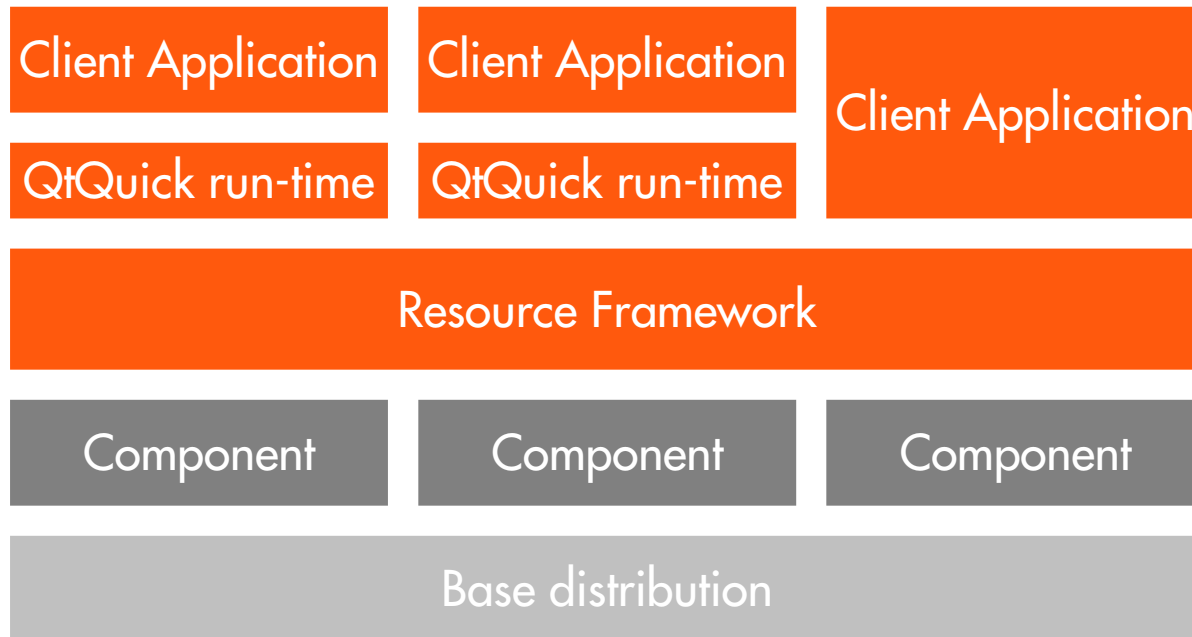 Client Application
Client Application
Client Application
QtQuick run-time
QtQuick run-time
Resource Framework
Component
Component
Component
Base distribution